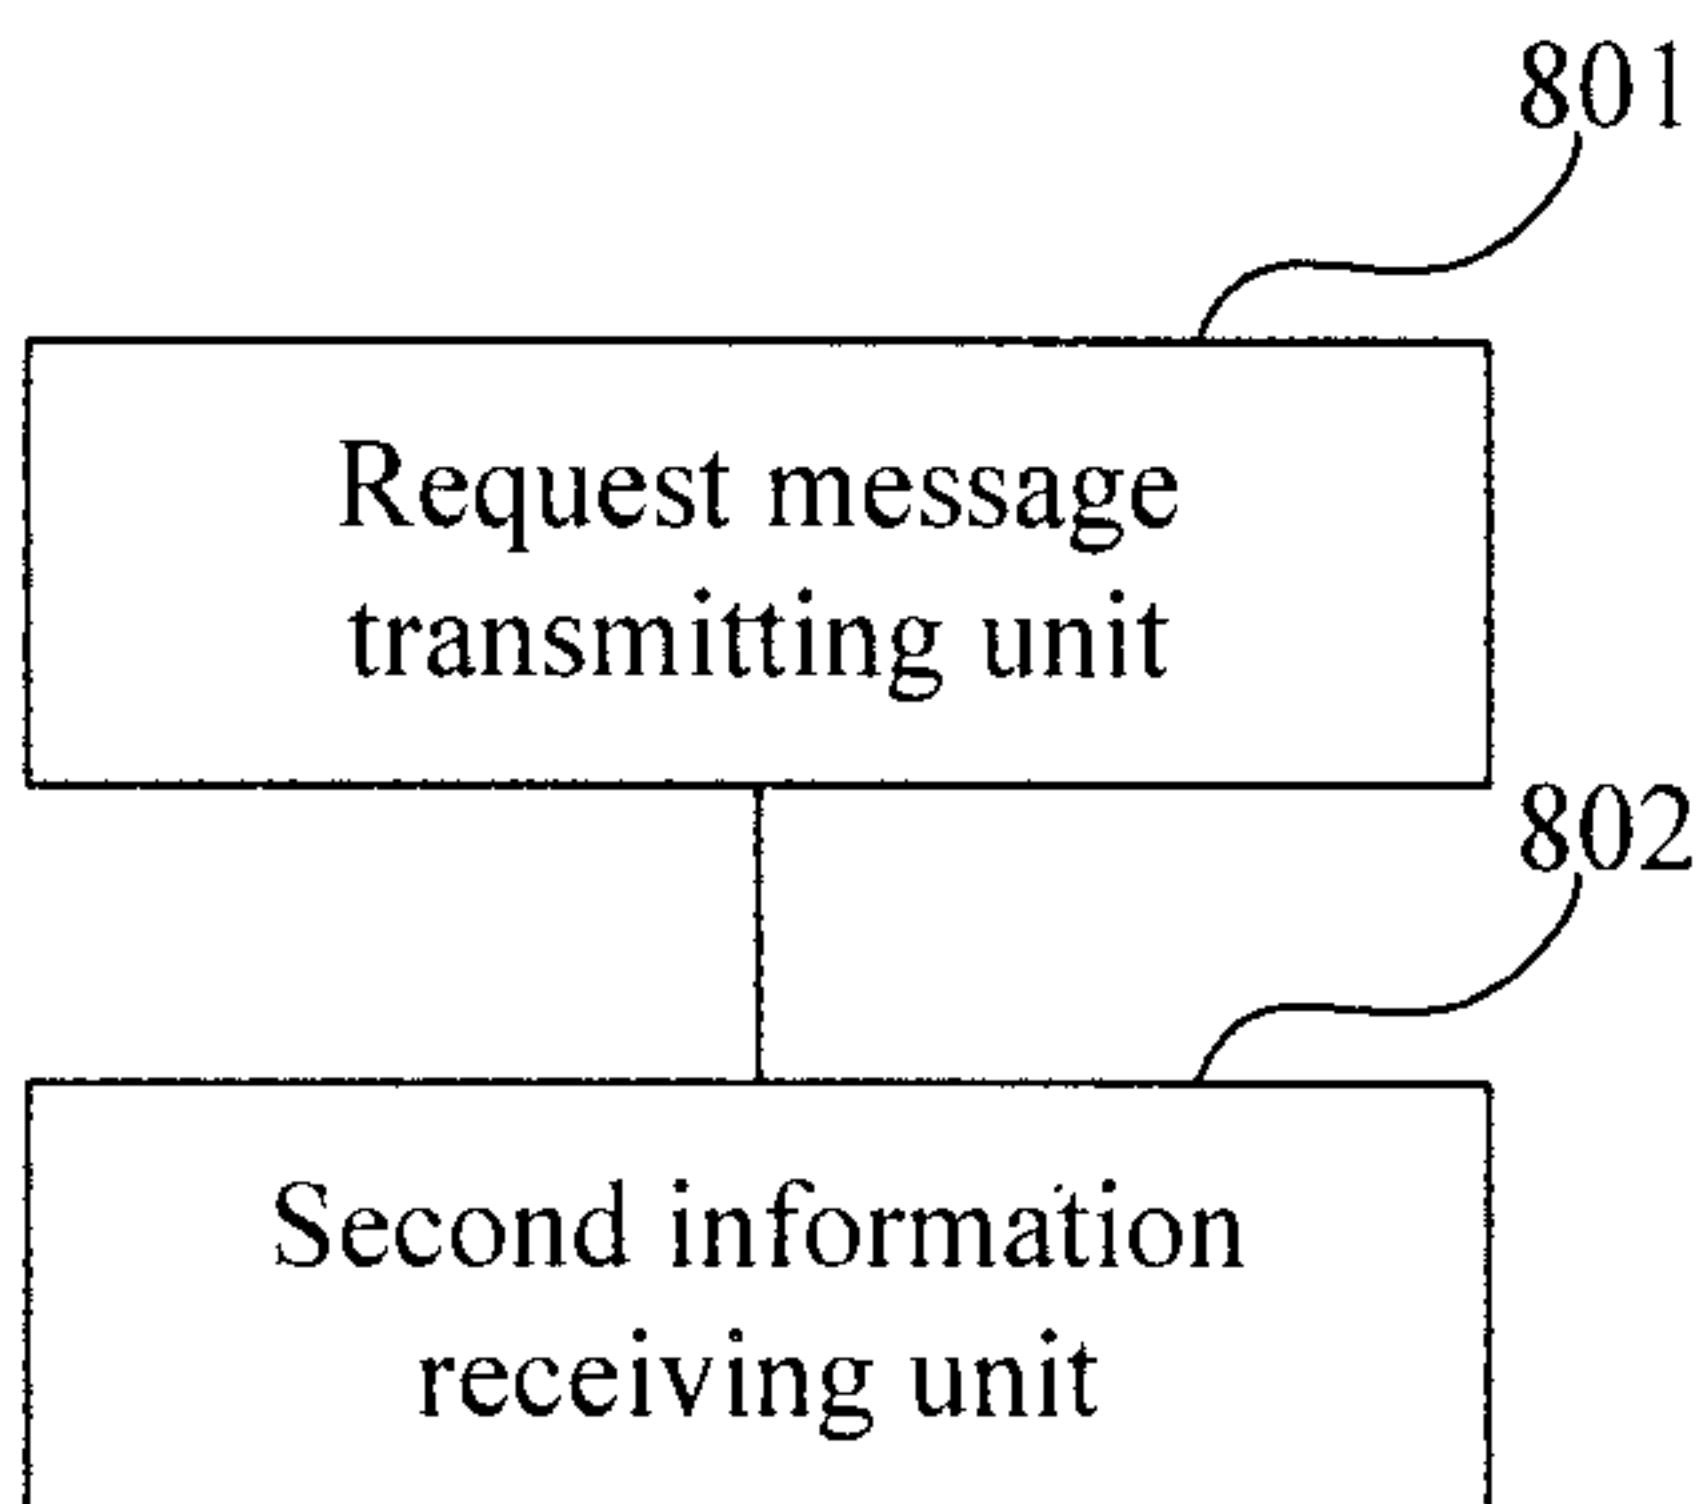 801
Request message
transmitting unit
802
Second information
receiving unit